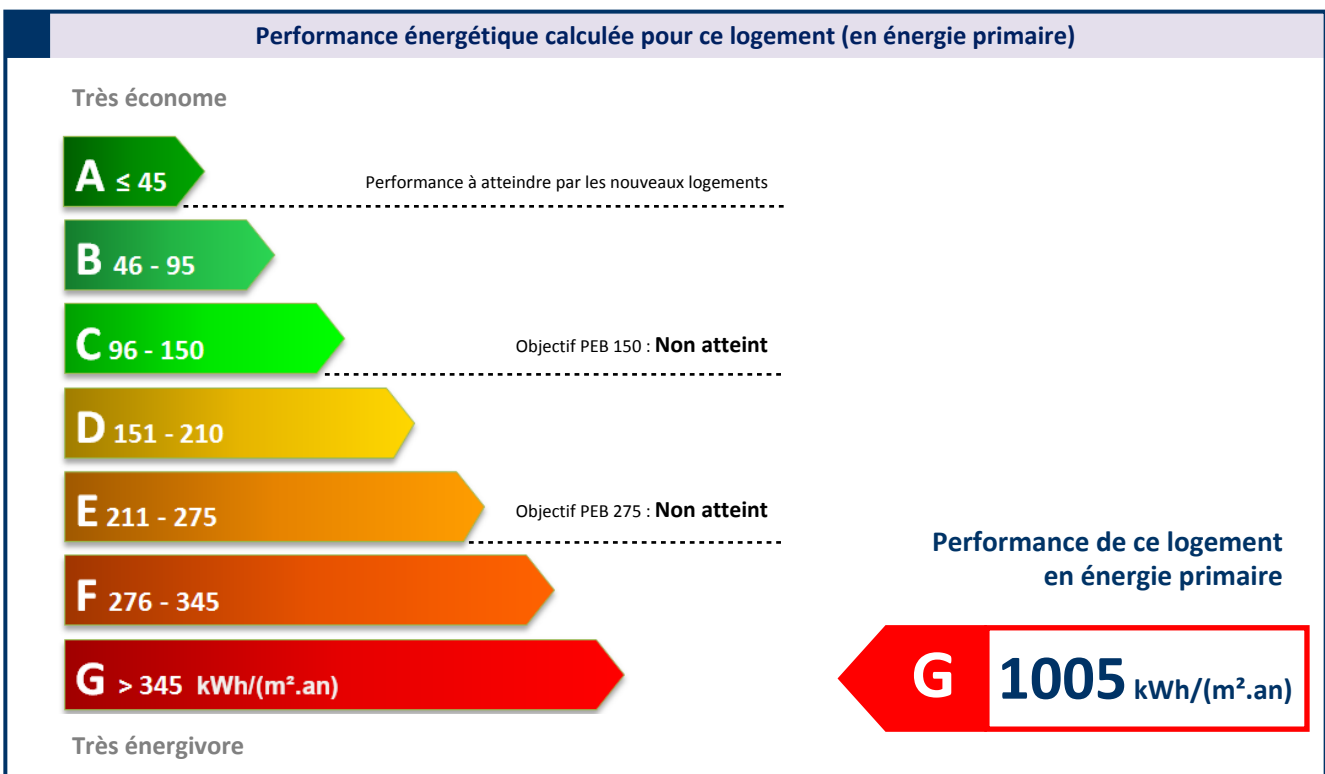 Performance énergétique calculée pour ce logement (en énergie primaire)
Très économe
A ≤ 45
Performance à atteindre par les nouveaux logements
B 46 - 95
C 96 - 150
Objectif PEB 150 : Non atteint
D 151 - 210
E 211 - 275
Objectif PEB 275 : Non atteint
Performance de ce logement
en énergie primaire
F 276 - 345
G > 345 kWh/(m².an)
G 1005 kWh/(m².an)
Très énergivore